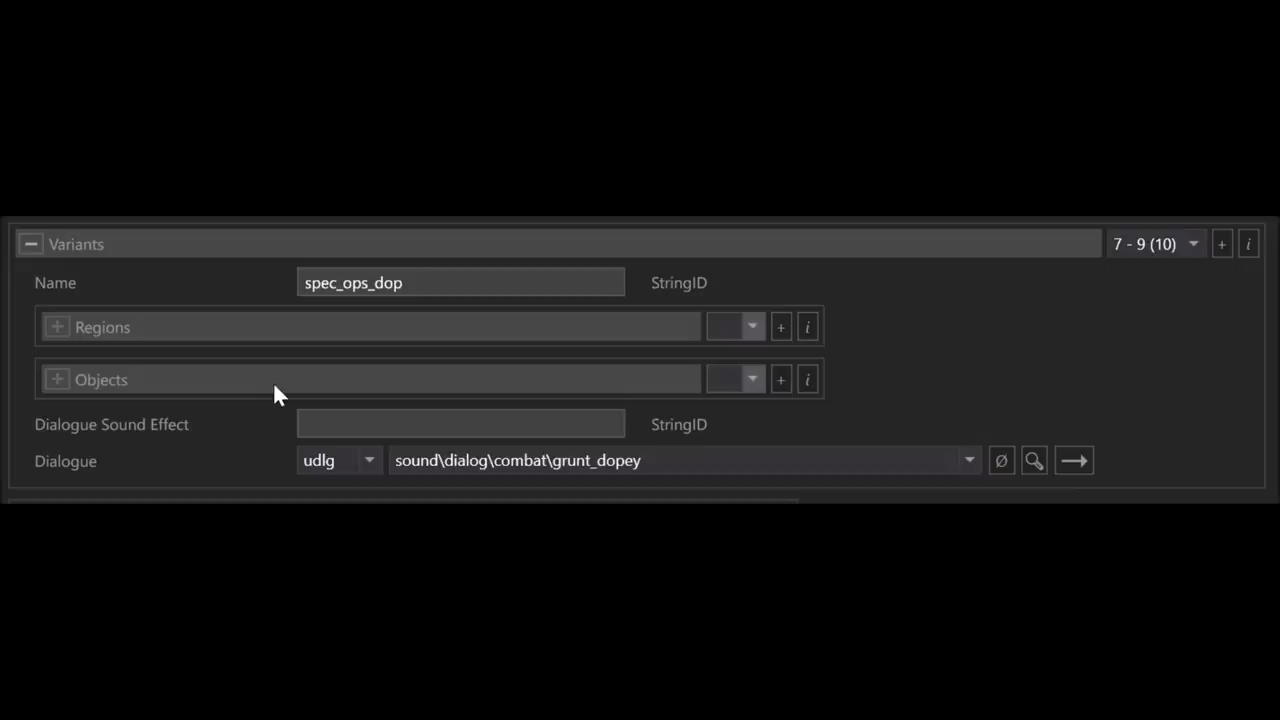 Variants 7 - 9 (10) + i
Name spec_ops_dop StringID
+ Regions + i
+ Objects + i
Dialogue Sound Effect StringID
Dialogue udlg sound\dialog\combat\grunt_dopey Ø